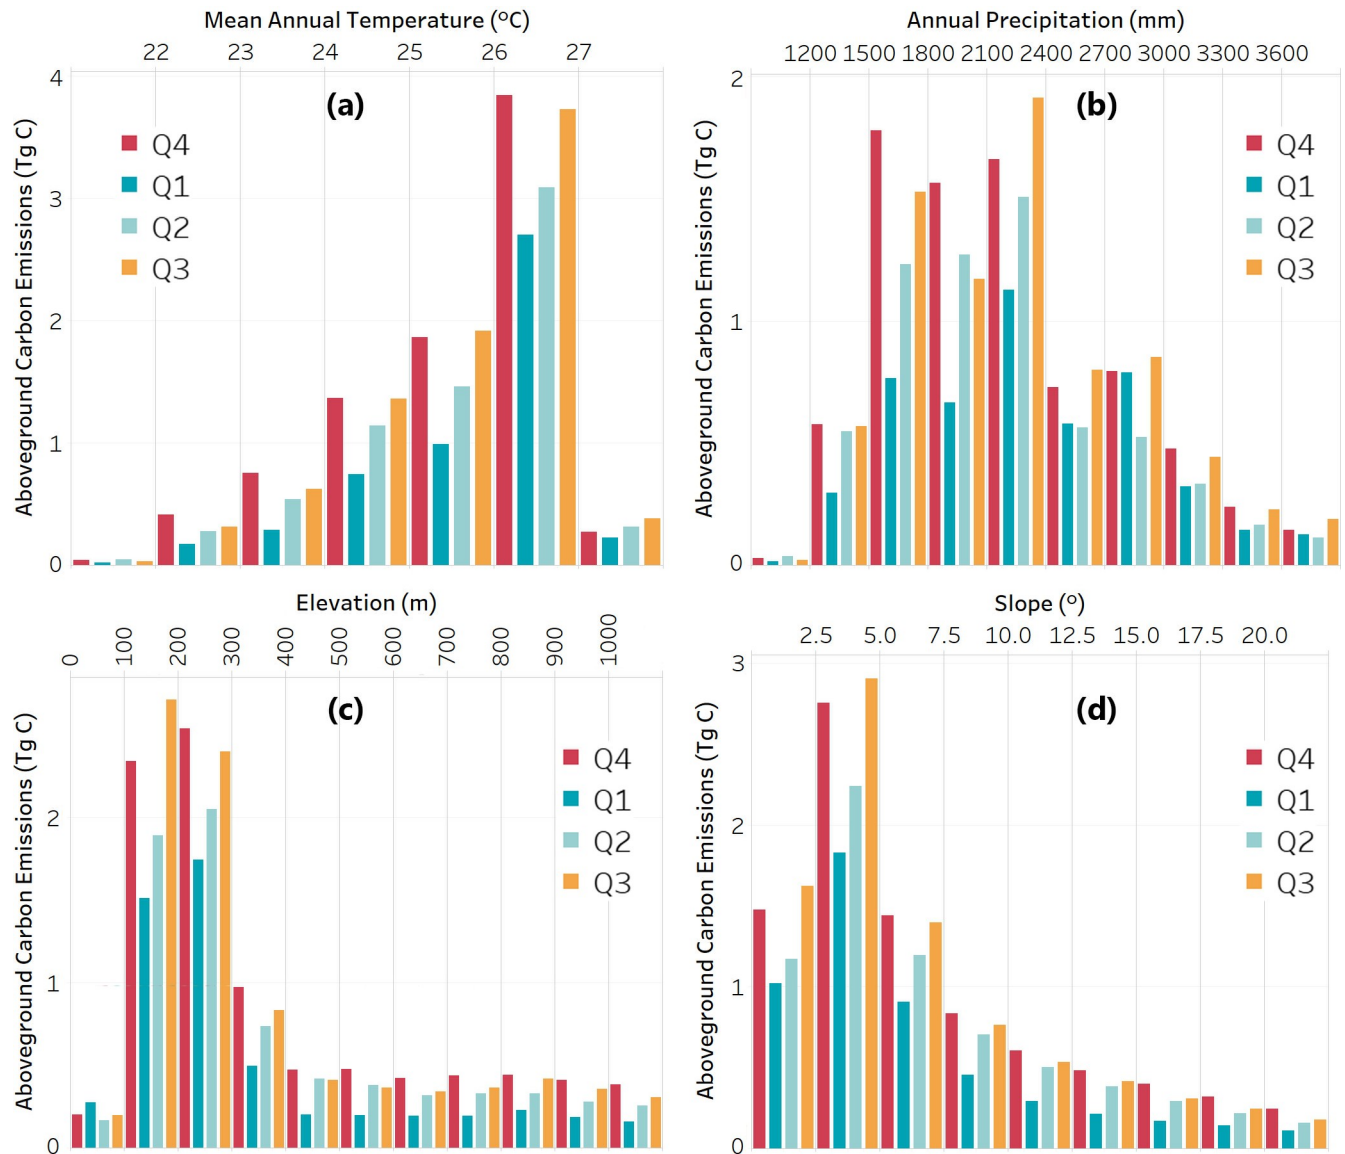 Mean Annual Temperature (°C)
22 23 24 25 26 27
Aboveground Carbon Emissions (Tg C)
4
3
2
1
0
(a)
Q4
Q1
Q2
Q3
Annual Precipitation (mm)
1200 1500 1800 2100 2400 2700 3000 3300 3600
Aboveground Carbon Emissions (Tg C)
2
1
0
(b)
Q4
Q1
Q2
Q3
Elevation (m)
0 100 200 300 400 500 600 700 800 900 1000
Aboveground Carbon Emissions (Tg C)
2
1
0
(c)
Q4
Q1
Q2
Q3
Slope (°)
2.5 5.0 7.5 10.0 12.5 15.0 17.5 20.0
Aboveground Carbon Emissions (Tg C)
3
2
1
0
(d)
Q4
Q1
Q2
Q3